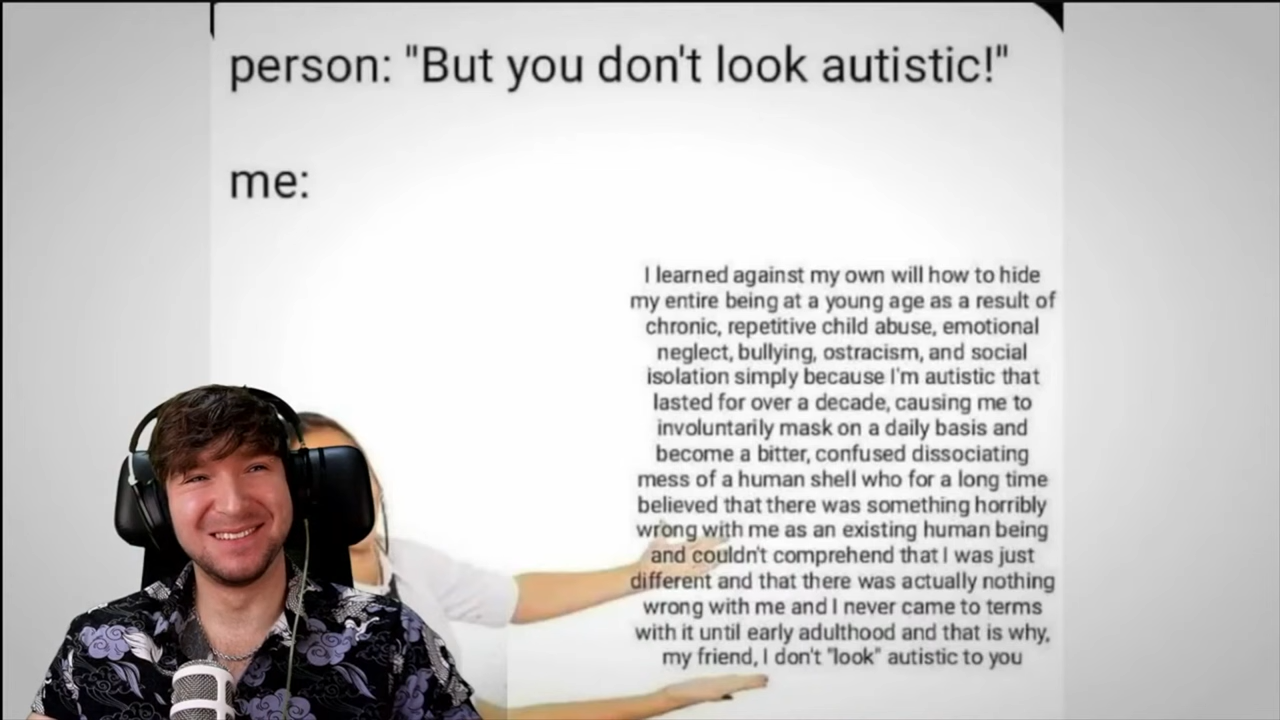 person: "But you don't look autistic!"
me:
I learned against my own will how to hide
my entire being at a young age as a result of
chronic, repetitive child abuse, emotional
neglect, bullying, ostracism, and social
isolation simply because I'm autistic that
lasted for over a decade, causing me to
involuntarily mask on a daily basis and
become a bitter, confused dissociating
mess of a human shell who for a long time
believed that there was something horribly
wrong with me as an existing human being
and couldn't comprehend that I was just
different and that there was actually nothing
wrong with me and I never came to terms
with it until early adulthood and that is why,
my friend, I don't "look" autistic to you